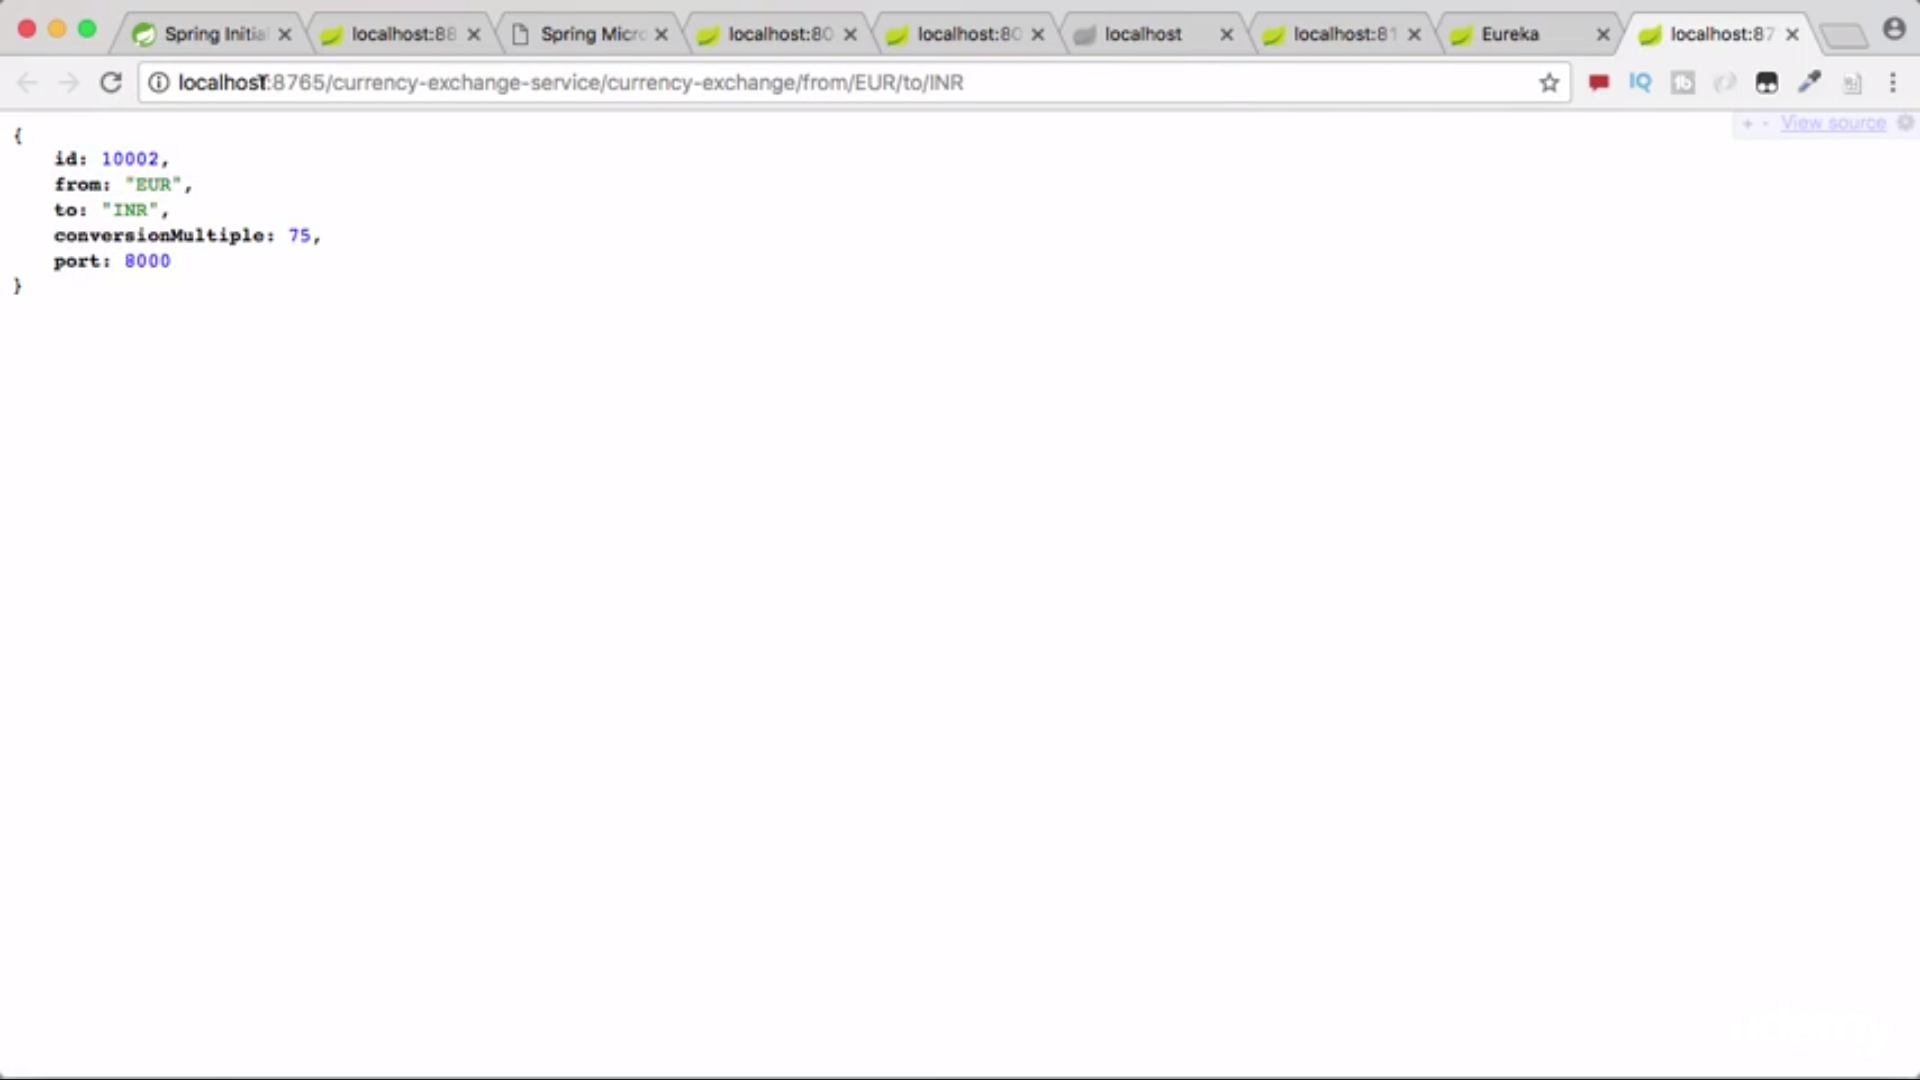 Spring Initial
localhost:88
Spring Micro
localhost:80
localhost:80
localhost
localhost:81
Eureka
localhost:87
localhost:8765/currency-exchange-service/currency-exchange/from/EUR/to/INR
IQ
+ - View source
{
id: 10002,
from: "EUR",
to: "INR",
conversionMultiple: 75,
port: 8000
}